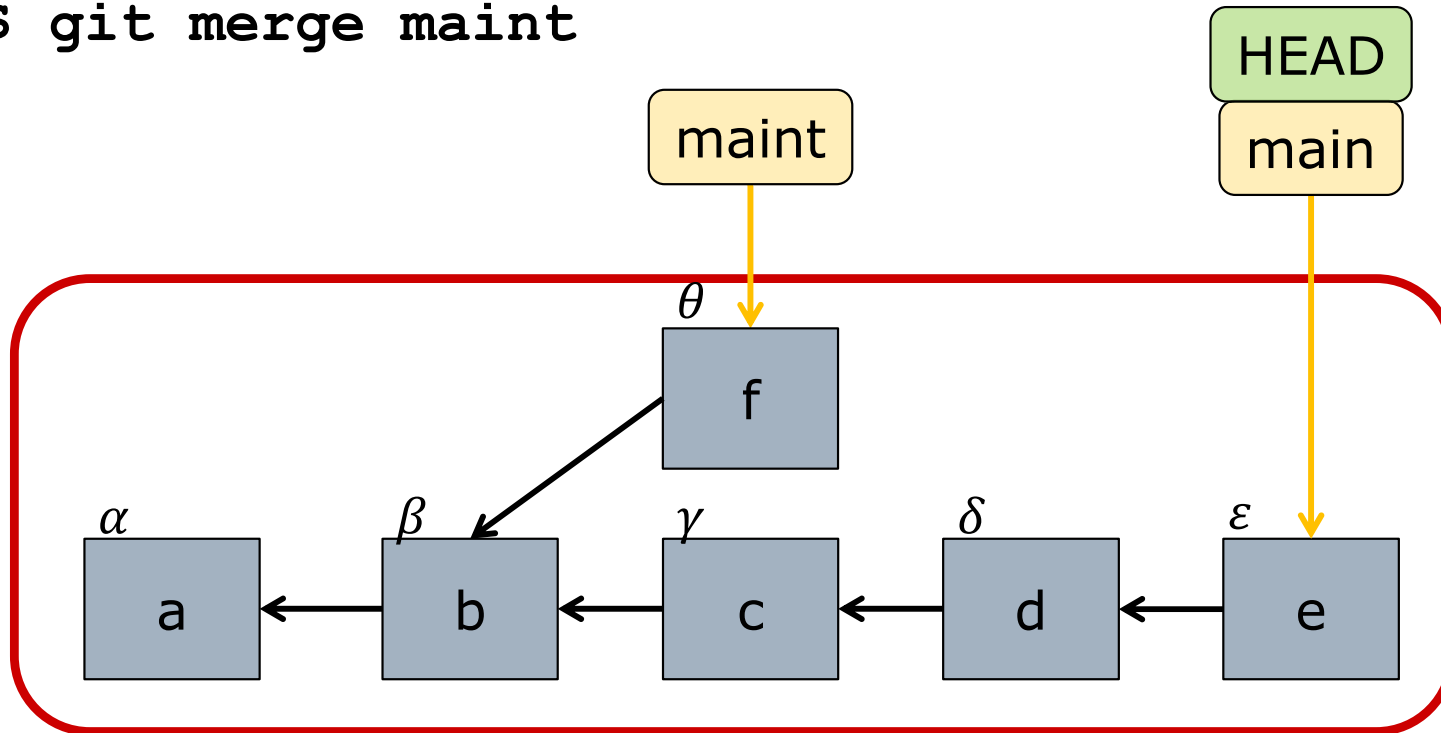 $ git merge maint
HEAD
maint
main
θ
f
α
β
γ
δ
ε
a
b
c
d
e